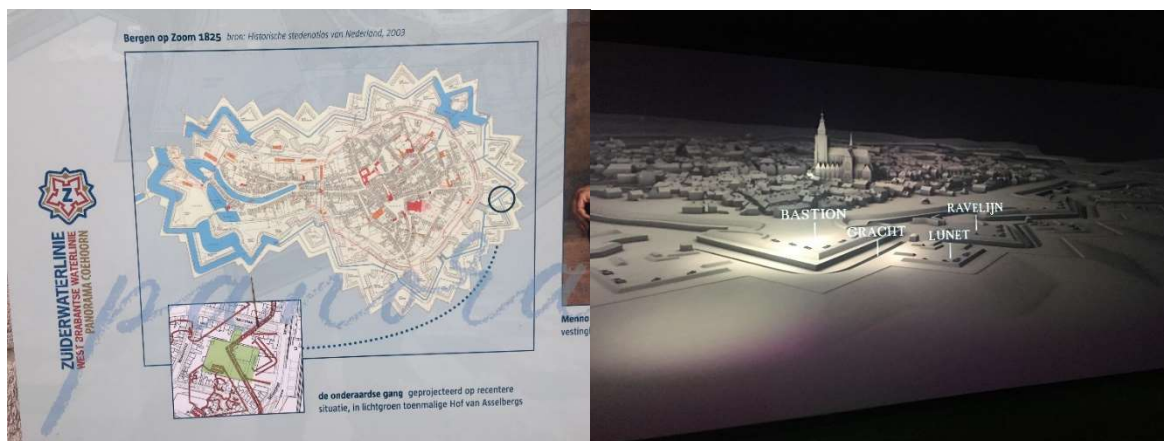 Bergen op Zoom 1825 bron: Historische stedenatlas van Nederland, 2003
Z
ZUIDERWATERLINIE
WEST BRABANTSE WATERLINIE
PANORAMA COEHOORN
panora
Menno
vesting
de onderaardse gang geprojecteerd op recentere
situatie, in lichtgroen toenmalige Hof van Asselbergs
BASTION
GRACHT
RAVELIJN
LUNET